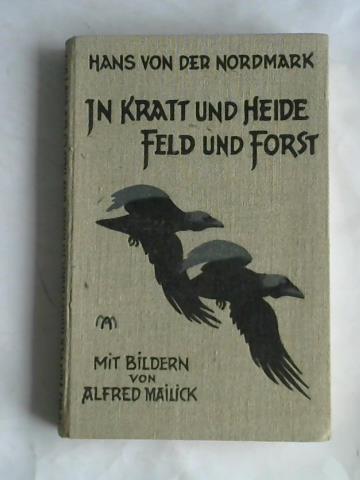 HANS VON DER NORDMARK
IN KRATT UND HEIDE
FELD UND FORST
MIT BILDERN
VON
ALFRED MAILICK